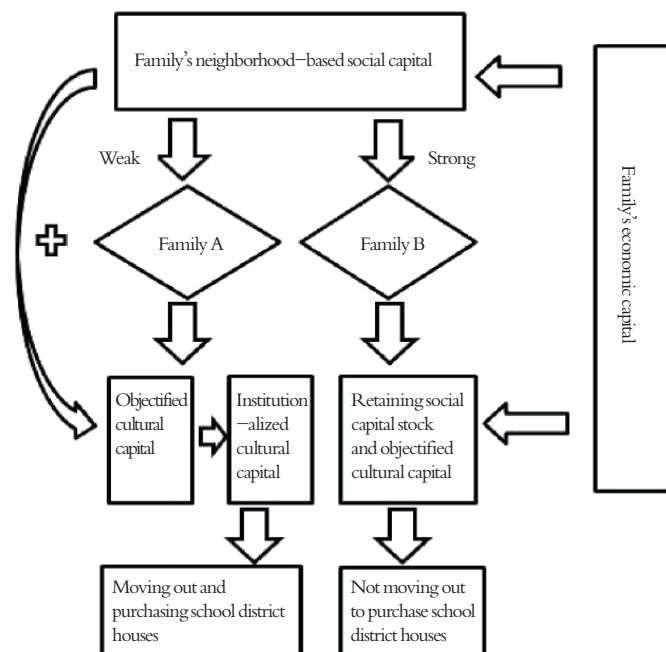 Family's neighborhood–based social capital
Weak
Strong
Family A
Family B
Family's economic capital
Objectified
cultural
capital
Institution
–alized
cultural
capital
Retaining social
capital stock
and objectified
cultural capital
Moving out and
purchasing school district
houses
Not moving out
to purchase school
district houses